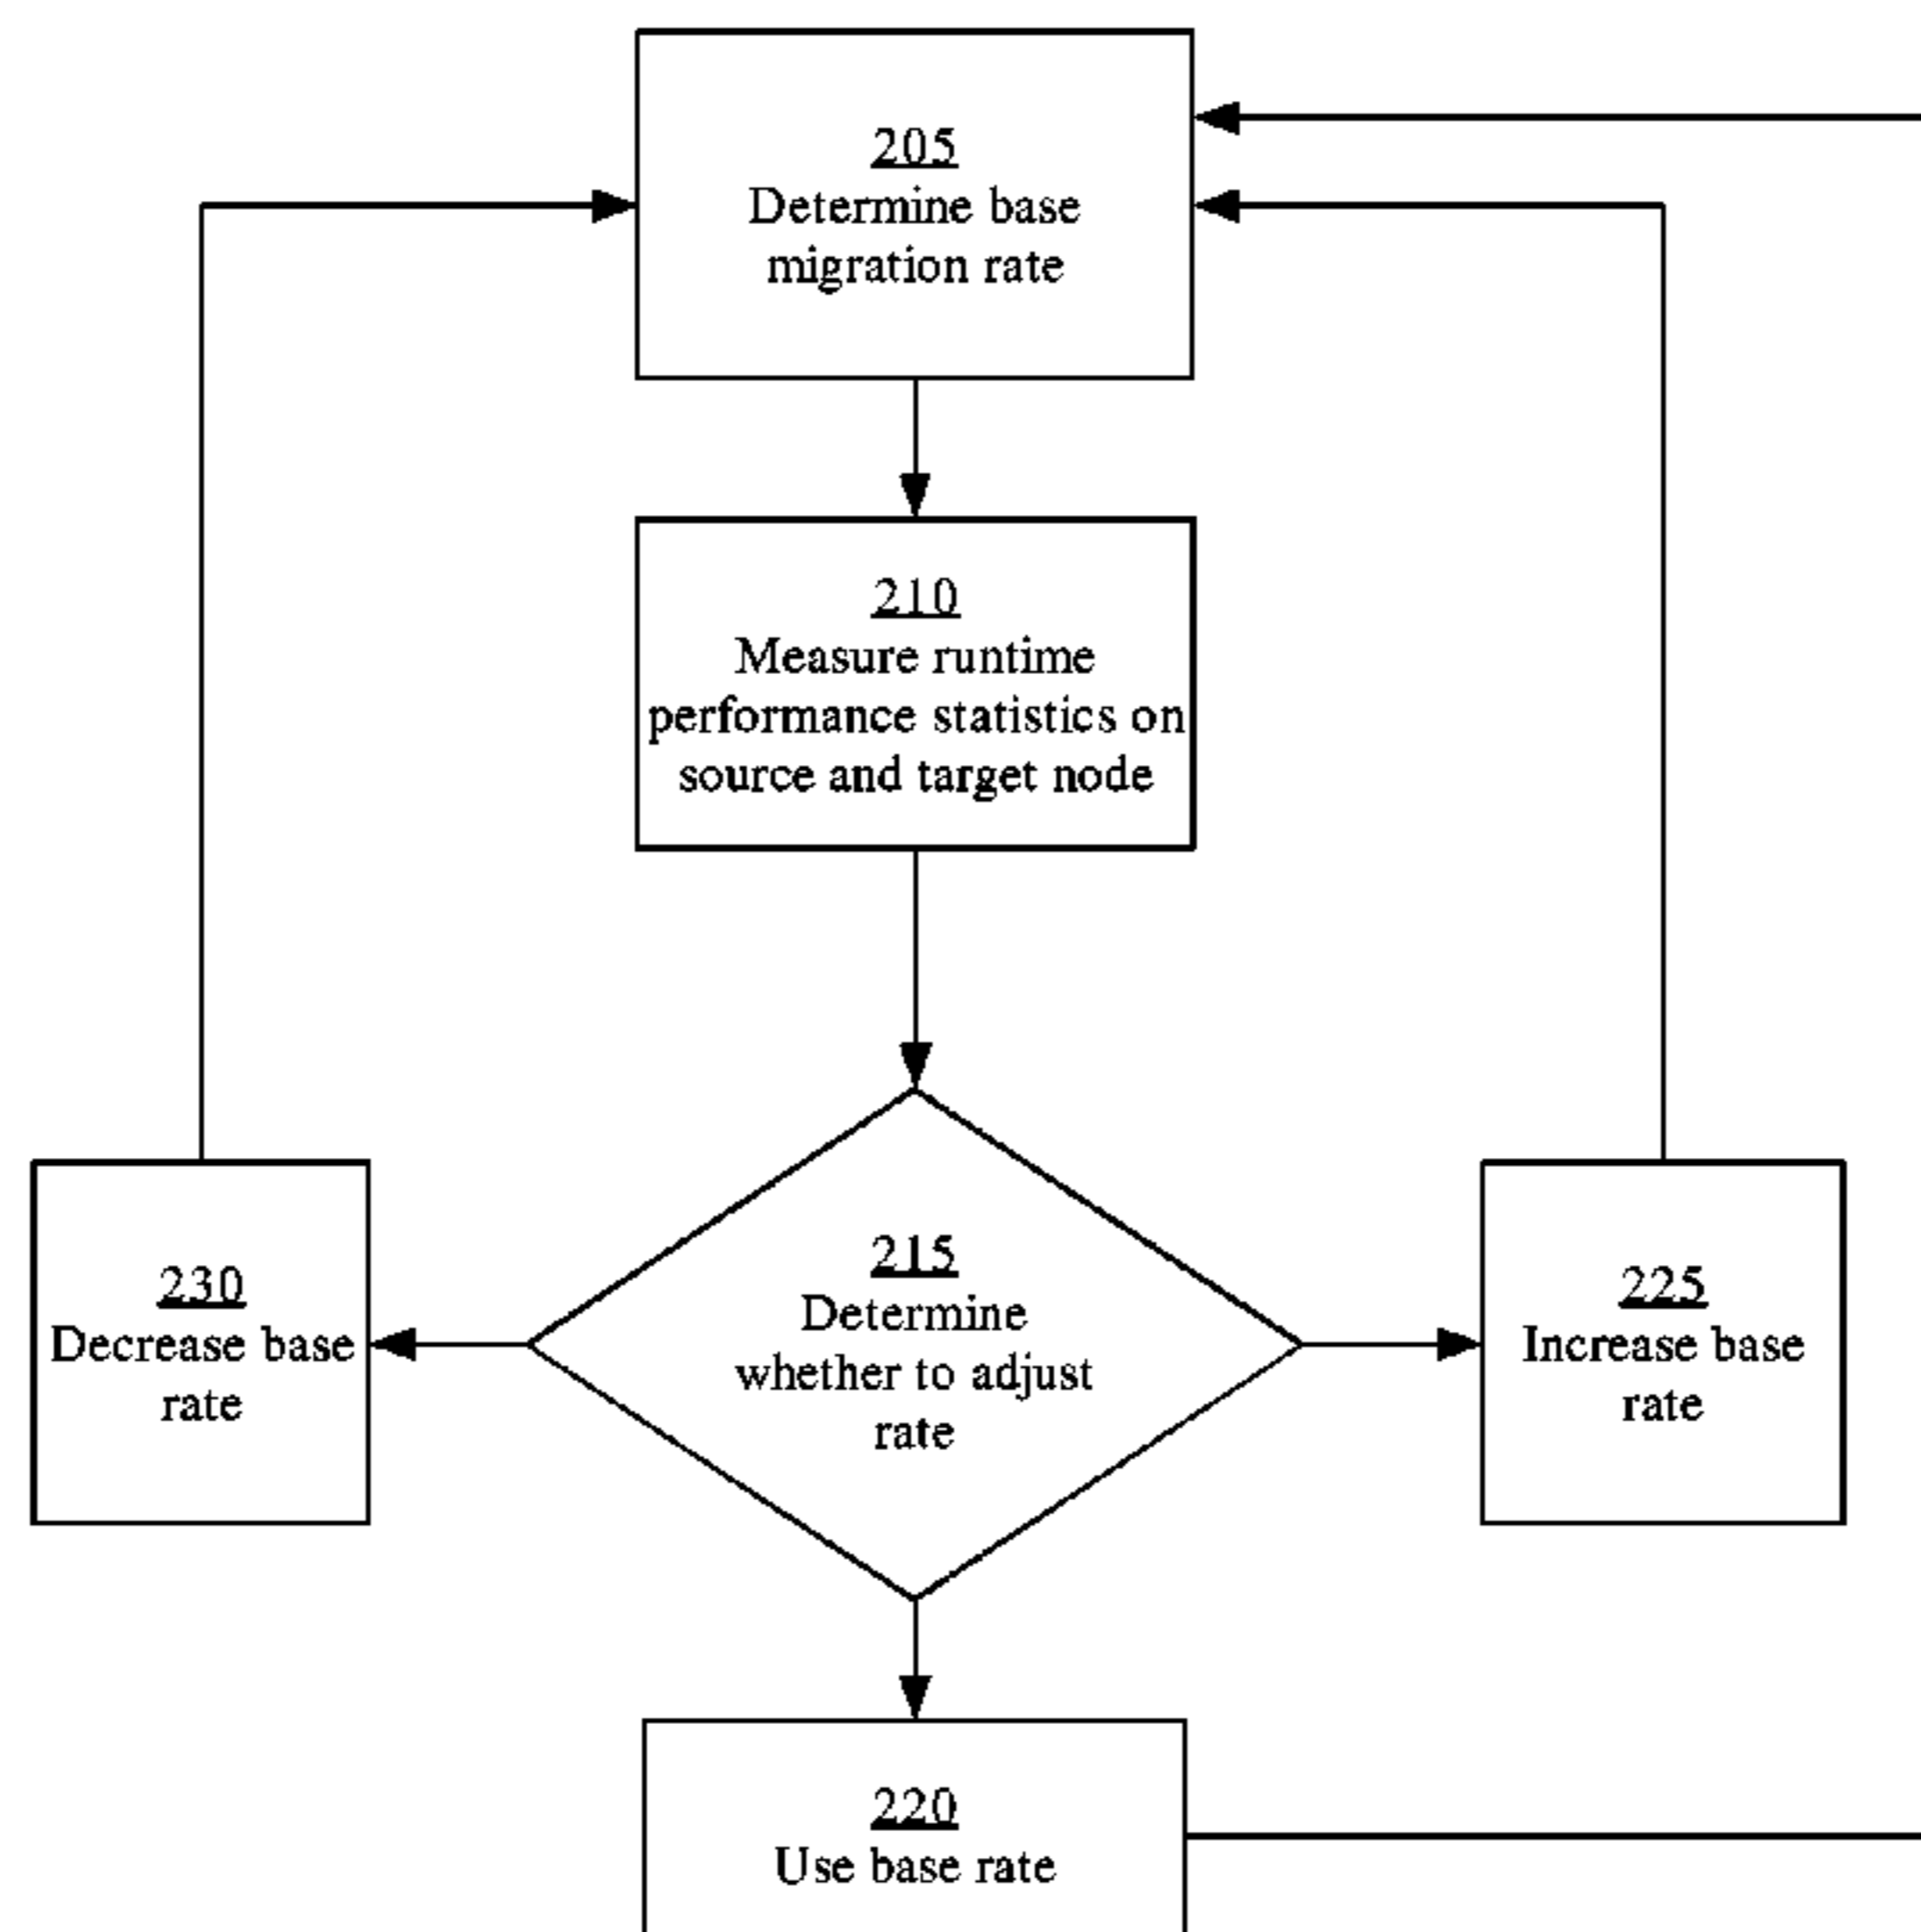 205
Determine base
migration rate
210
Measure runtime
performance statistics on
source and target node
215
Determine
whether to adjust
rate
230
Decrease base
rate
225
Increase base
rate
220
Use base rate